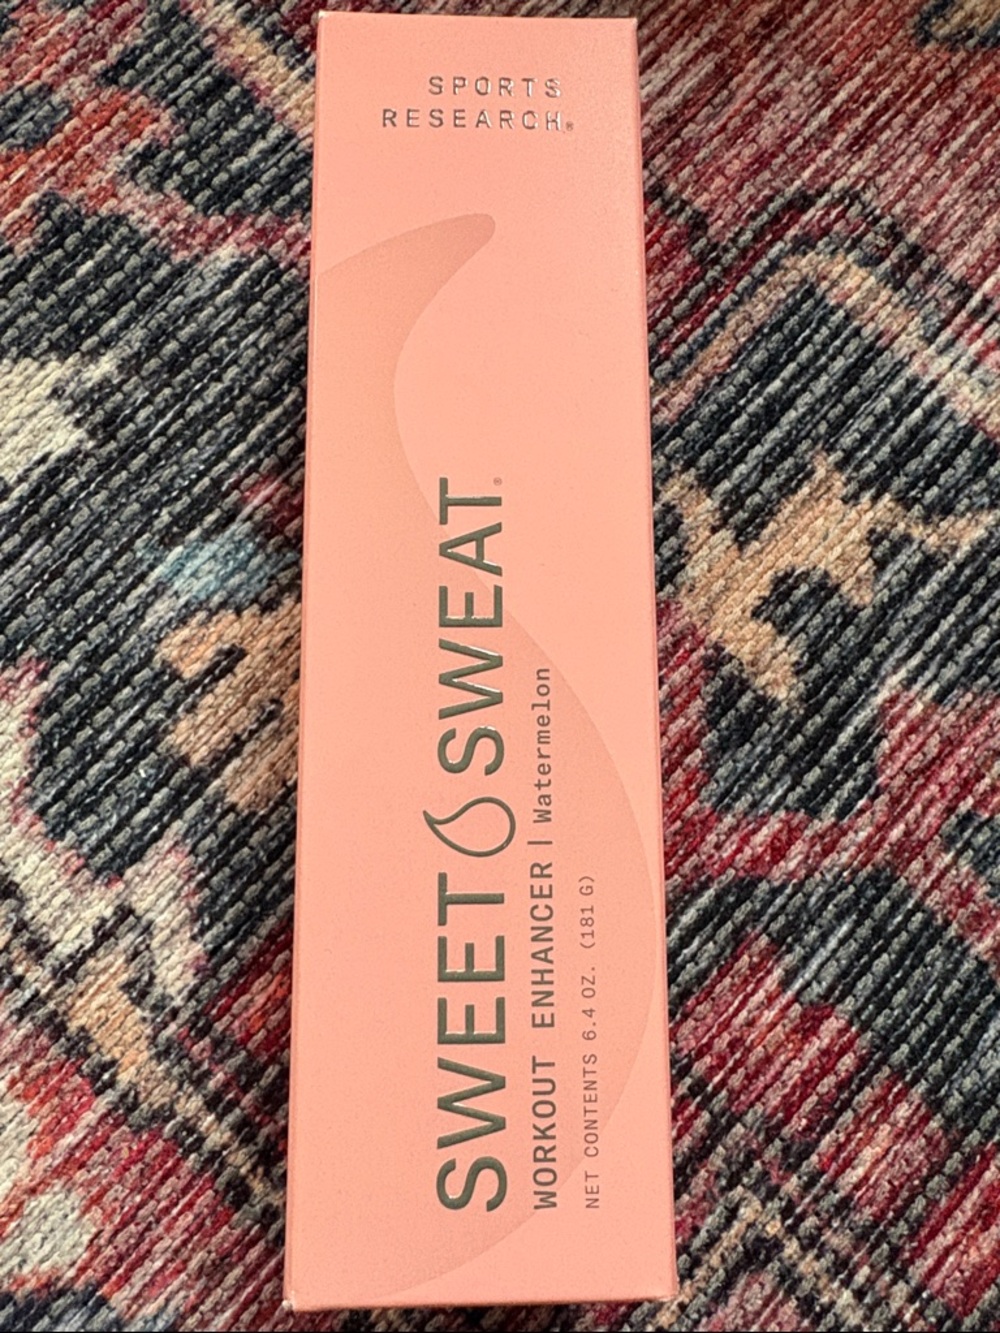 SPORTS
RESEARCH®
SWEET SWEAT®
WORKOUT ENHANCER | Watermelon
NET CONTENTS 6.4 OZ. (181 G)